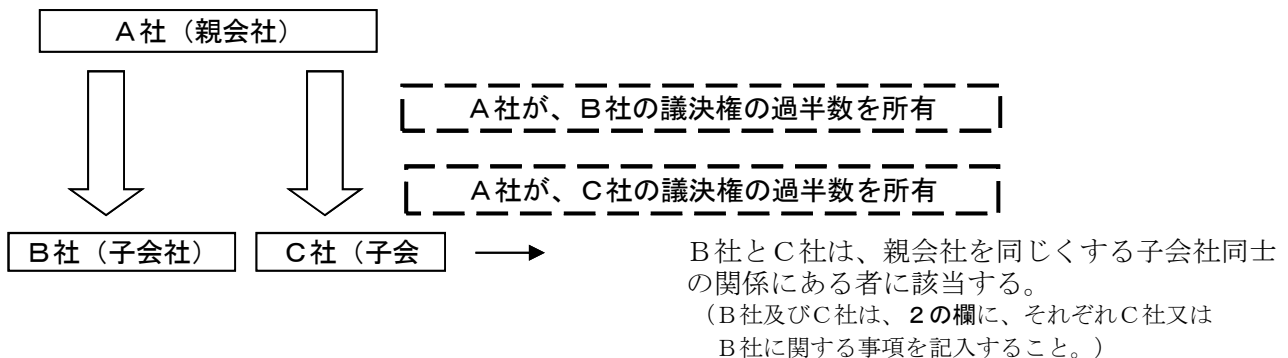 A社（親会社）
A社が、B社の議決権の過半数を所有
A社が、C社の議決権の過半数を所有
B社（子会社）
C社（子会
B社とC社は、親会社を同じくする子会社同士
の関係にある者に該当する。
（B社及びC社は、２の欄に、それぞれC社又は
B社に関する事項を記入すること。）